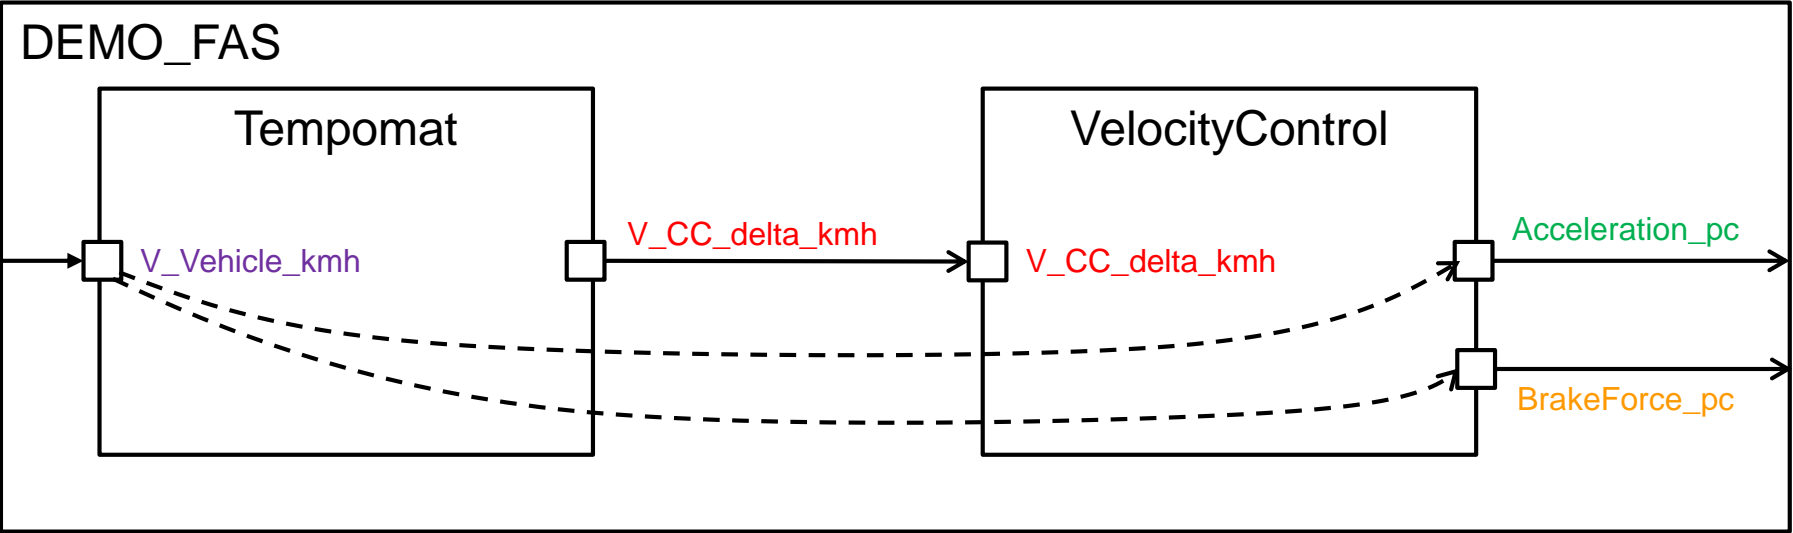 DEMO_FAS
Tempomat
VelocityControl
V_Vehicle_kmh
V_CC_delta_kmh
V_CC_delta_kmh
Acceleration_pc
BrakeForce_pc